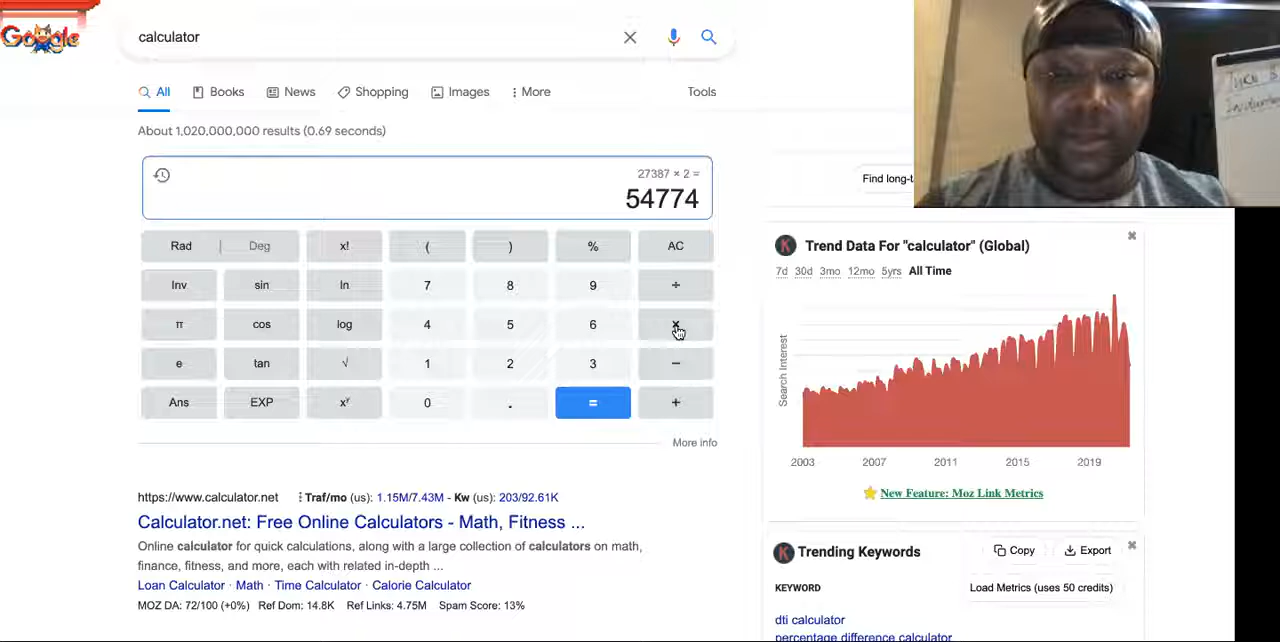 Google
calculator
All
Books
News
Shopping
Images
More
Tools
About 1,020,000,000 results (0.69 seconds)
27387 × 2 =
54774
Rad
Deg
x!
(
)
%
AC
Inv
sin
ln
7
8
9
÷
π
cos
log
4
5
6
×
e
tan
√
1
2
3
−
Ans
EXP
xʸ
0
.
=
+
More info
https://www.calculator.net Traf/mo (us): 1.15M/7.43M - Kw (us): 203/92.61K
Calculator.net: Free Online Calculators - Math, Fitness ...
Online calculator for quick calculations, along with a large collection of calculators on math,
finance, fitness, and more, each with related in-depth ...
Loan Calculator · Math · Time Calculator · Calorie Calculator
MOZ DA: 72/100 (+0%) Ref Dom: 14.8K Ref Links: 4.75M Spam Score: 13%
Find long-t
K Trend Data For "calculator" (Global)
7d 30d 3mo 12mo 5yrs All Time
Search Interest
2003 2007 2011 2015 2019
New Feature: Moz Link Metrics
K Trending Keywords
Copy
Export
KEYWORD
Load Metrics (uses 50 credits)
dti calculator
percentage difference calculator